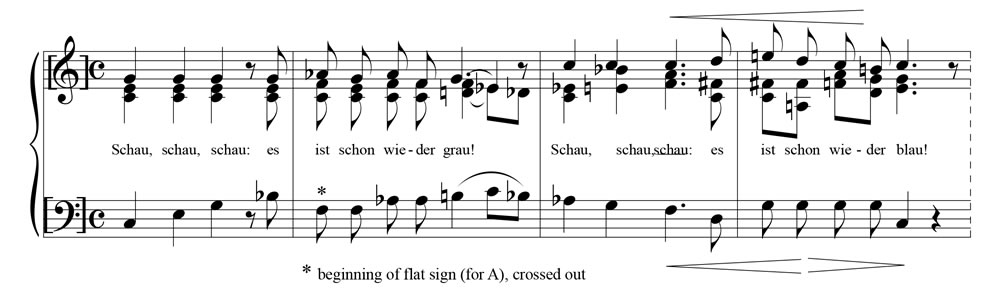 Schau, schau, schau: es ist schon wie - der grau! Schau, schau, schau: es ist schon wie - der blau!
*
* beginning of flat sign (for A), crossed out